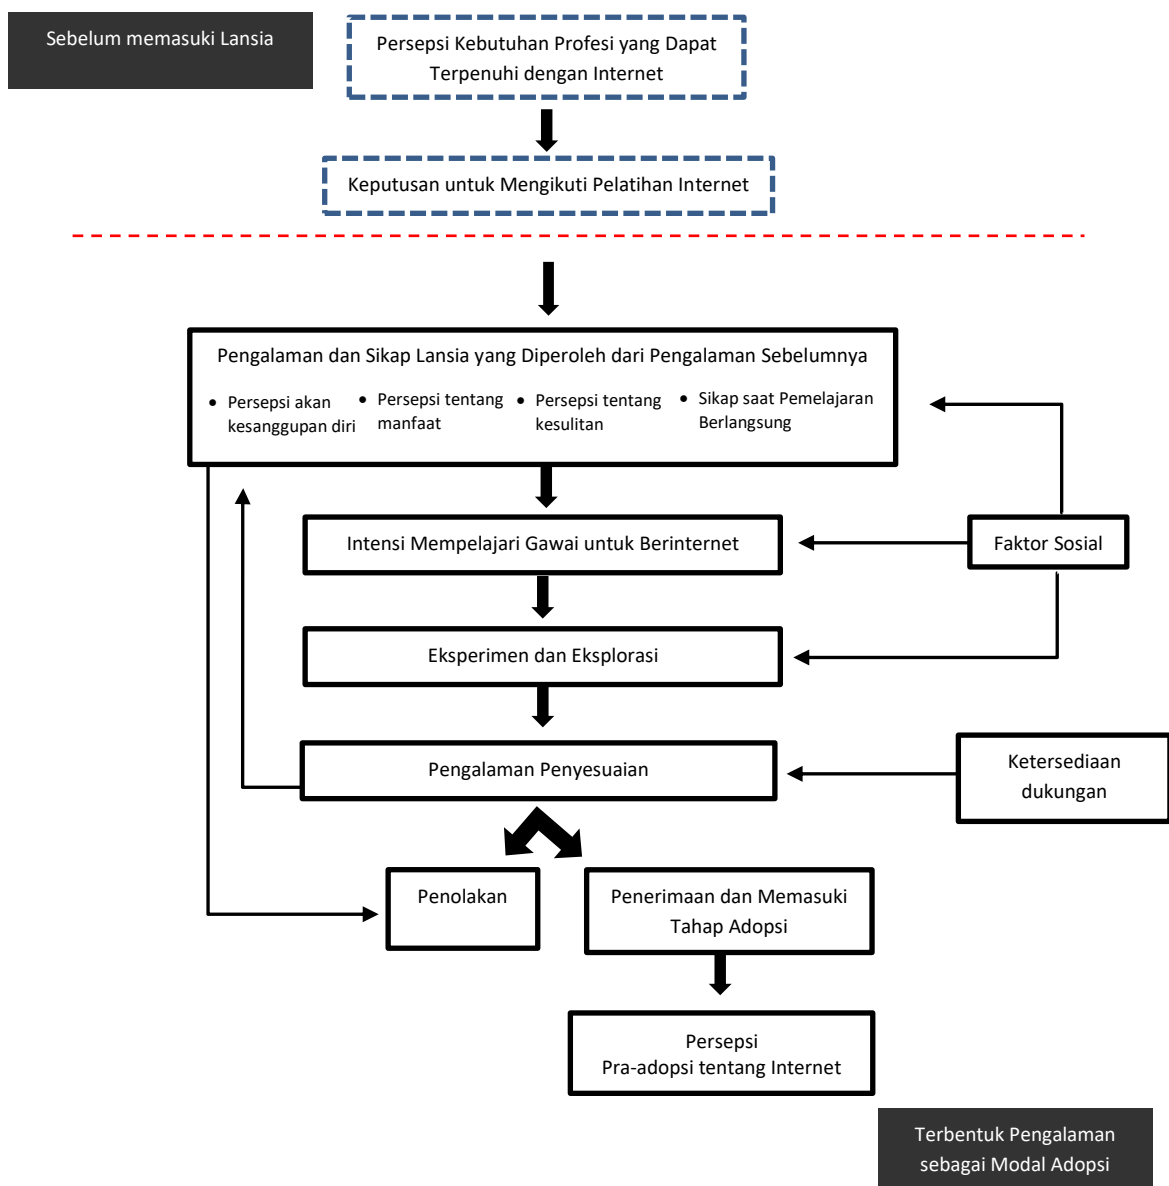 Sebelum memasuki Lansia
Persepsi Kebutuhan Profesi yang Dapat
Terpenuhi dengan Internet
Keputusan untuk Mengikuti Pelatihan Internet
Pengalaman dan Sikap Lansia yang Diperoleh dari Pengalaman Sebelumnya
• Persepsi akan
kesanggupan diri
• Persepsi tentang
manfaat
• Persepsi tentang
kesulitan
• Sikap saat Pemelajaran
Berlangsung
Intensi Mempelajari Gawai untuk Berinternet
Faktor Sosial
Eksperimen dan Eksplorasi
Pengalaman Penyesuaian
Ketersediaan
dukungan
Penolakan
Penerimaan dan Memasuki
Tahap Adopsi
Persepsi
Pra-adopsi tentang Internet
Terbentuk Pengalaman
sebagai Modal Adopsi